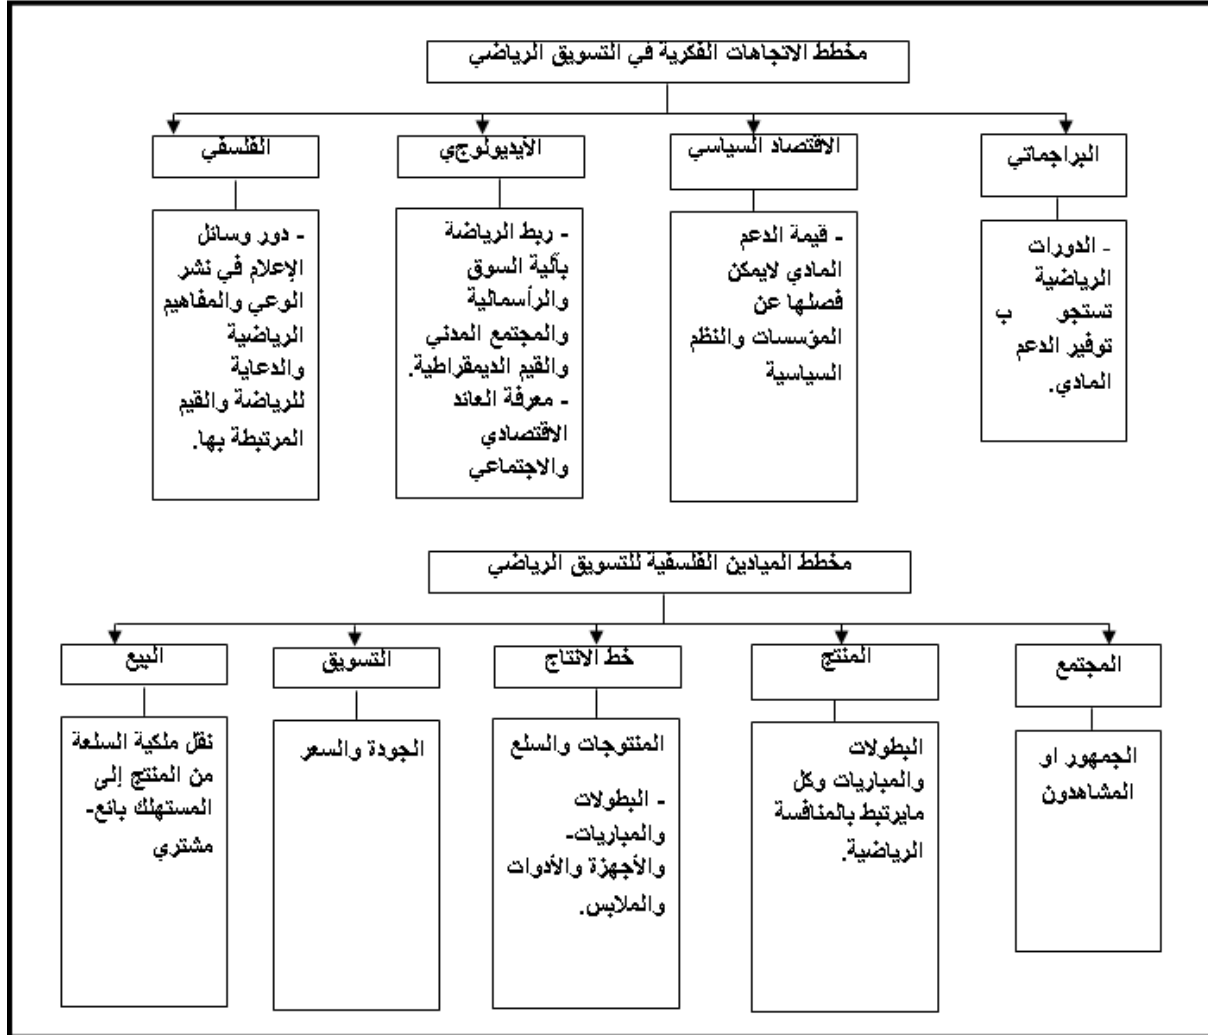 مخطط الاتجاهات الفكرية في التسويق الرياضي
البراجماتي
- الدورات
الرياضية
تستجو ب
توفير الدعم
المادي.
الاقتصاد السياسي
- قيمة الدعم
المادي لايمكن
فصلها عن
المؤسسات والنظم
السياسية
الأيديولوجي
- ربط الرياضة
بآلية السوق
والرأسمالية
والمجتمع المدني
والقيم الديمقراطية.
- معرفة العائد
الاقتصادي
والاجتماعي
الفلسفي
- دور وسائل
الإعلام في نشر
الوعي والمفاهيم
الرياضية
والدعاية
للرياضة والقيم
المرتبطة بها.
مخطط الميادين الفلسفية للتسويق الرياضي
المجتمع
الجمهور او
المشاهدون
المنتج
البطولات
والمباريات وكل
مايرتبط بالمنافسة
الرياضية.
خط الانتاج
المنتوجات والسلع
- البطولات
والمباريات-
والأجهزة والأدوات
والملابس.
التسويق
الجودة والسعر
البيع
نقل ملكية السلعة
من المنتج إلى
المستهلك بائع-
مشتري